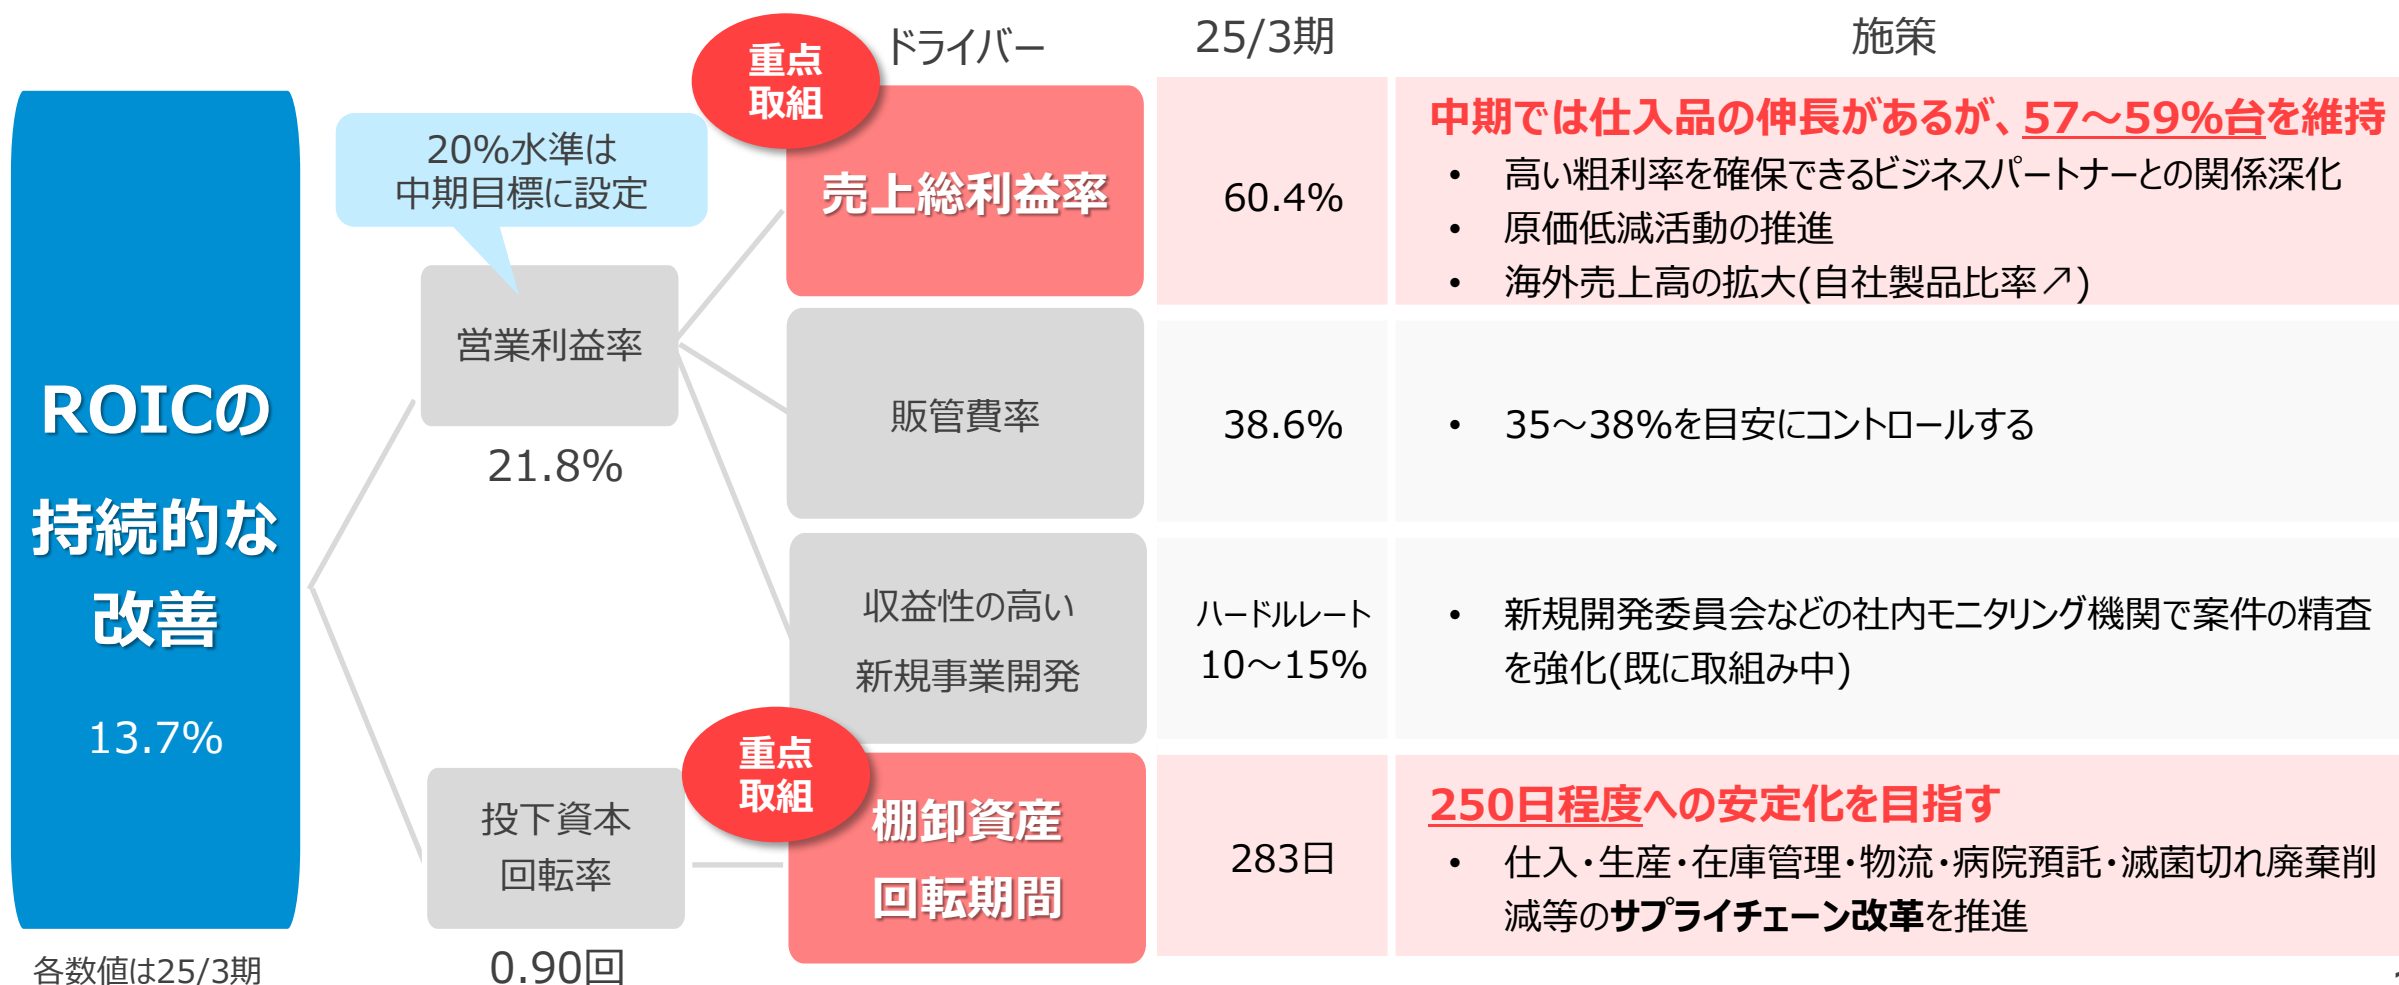 ドライバー
25/3期
施策
ROICの
持続的な
改善
13.7%
各数値は25/3期
20%水準は
中期目標に設定
営業利益率
21.8%
投下資本
回転率
0.90回
重点
取組
売上総利益率
60.4%
中期では仕入品の伸長があるが、57～59%台を維持
• 高い粗利率を確保できるビジネスパートナーとの関係深化
• 原価低減活動の推進
• 海外売上高の拡大(自社製品比率↗)
販管費率
38.6%
• 35～38%を目安にコントロールする
収益性の高い
新規事業開発
ハードルレート
10～15%
• 新規開発委員会などの社内モニタリング機関で案件の精査
を強化(既に取組み中)
重点
取組
棚卸資産
回転期間
283日
250日程度への安定化を目指す
• 仕入・生産・在庫管理・物流・病院預託・滅菌切れ廃棄削
減等のサプライチェーン改革を推進